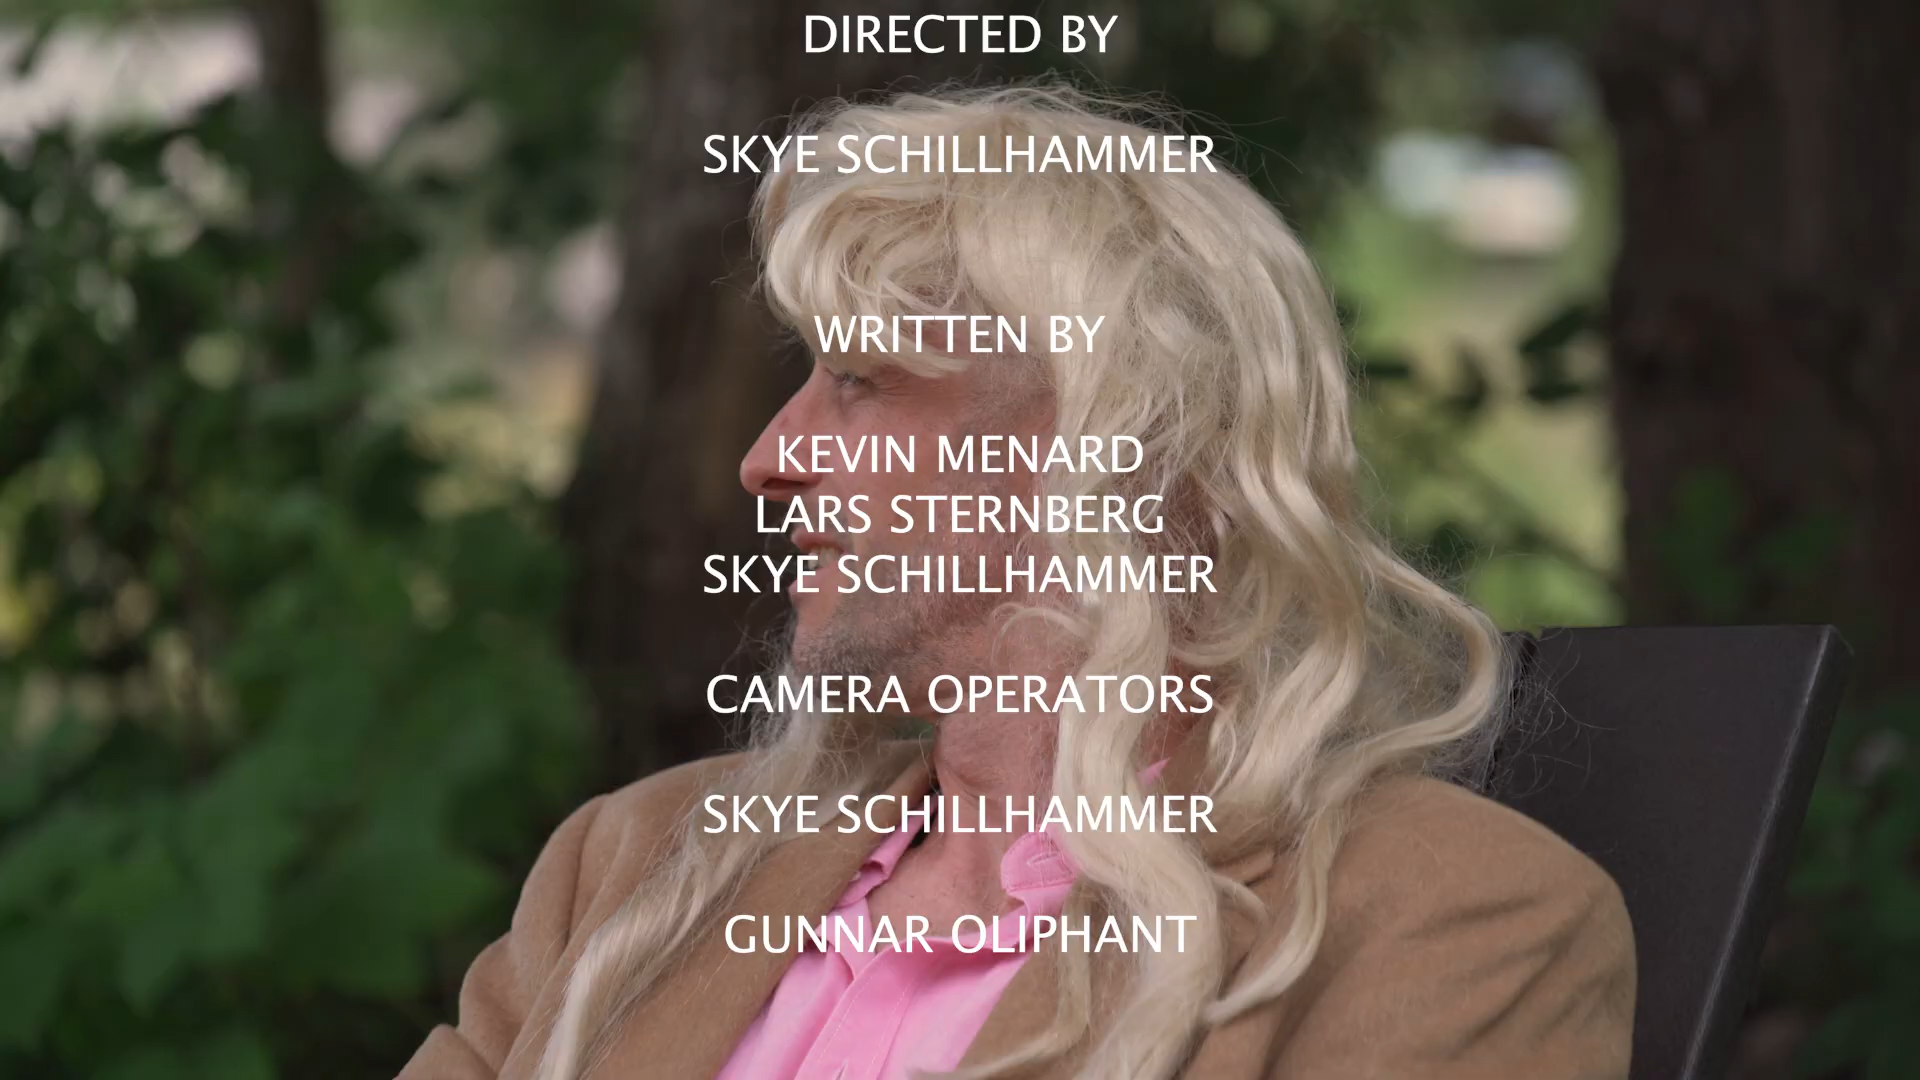 DIRECTED BY
SKYE SCHILLHAMMER
WRITTEN BY
KEVIN MENARD
LARS STERNBERG
SKYE SCHILLHAMMER
CAMERA OPERATORS
SKYE SCHILLHAMMER
GUNNAR OLIPHANT